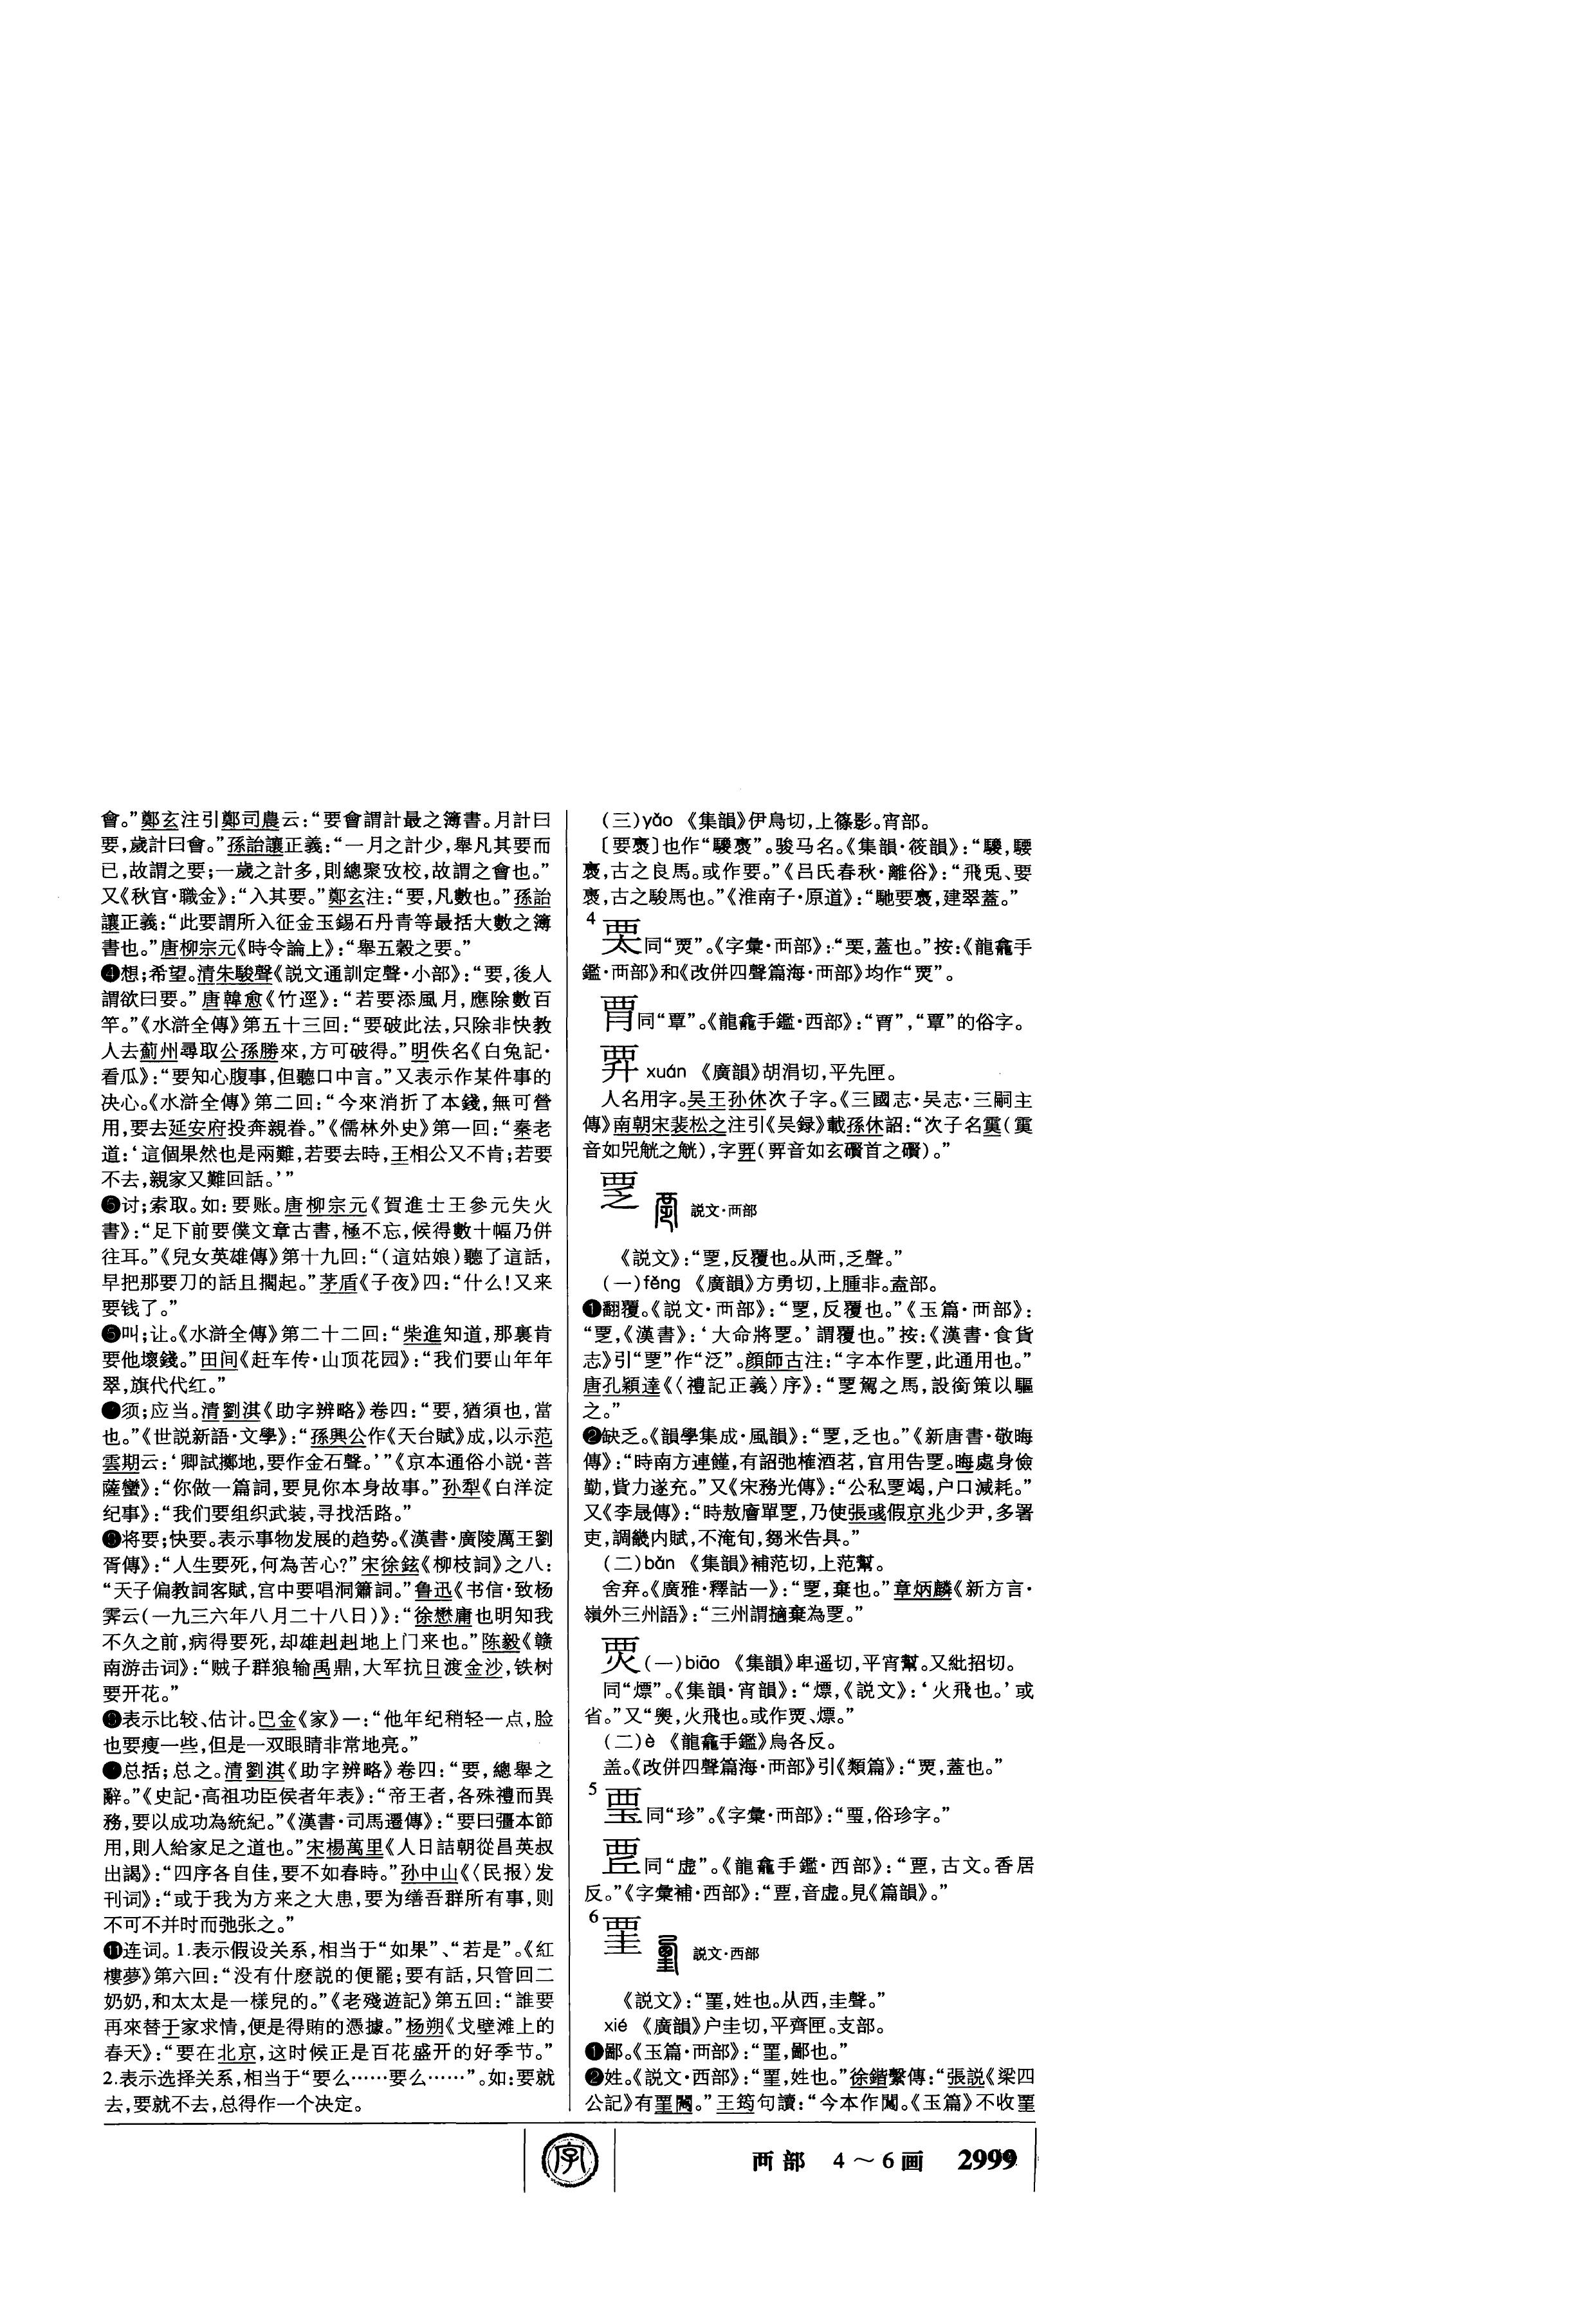 會。”鄭玄注引鄭司農云：“要會謂計最之簿書。月計曰
要，歲計曰會。”孫詒讓正義：“一月之計少，舉凡其要而
已，故謂之要；一歲之計多，則總聚攷校，故謂之會也。”
又《秋官·職金》：“入其要。”鄭玄注：“要，凡數也。”孫詒
讓正義：“此要謂所入征金玉錫石丹青等最括大數之簿
書也。”唐柳宗元《時令論上》：“舉五穀之要。”
❹想；希望。清朱駿聲《説文通訓定聲·小部》：“要，後人
謂欲曰要。”唐韓愈《竹逕》：“若要添風月，應除數百
竿。”《水滸全傳》第五十三回：“要破此法，只除非快教
人去薊州尋取公孫勝來，方可破得。”明佚名《白兔記·
看瓜》：“要知心腹事，但聽口中言。”又表示作某件事的
决心。《水滸全傳》第二回：“今來消折了本錢，無可營
用，要去延安府投奔親眷。”《儒林外史》第一回：“秦老
道：‘這個果然也是兩難，若要去時，王相公又不肯；若要
不去，親家又難回話。’”
讨；索取。如：要账。唐柳宗元《賀進士王參元失火
書》：“足下前要僕文章古書，極不忘，候得數十幅乃併
往耳。”《兒女英雄傳》第十九回：“（這姑娘）聽了這話，
早把那要刀的話且擱起。”茅盾《子夜》四：“什么！又来
要钱了。”
叫；让。《水滸全傳》第二十二回：“柴進知道，那裏肯
要他壞錢。”田间《赶车传·山顶花园》：“我们要山年年
翠，旗代代红。”
须；应当。清劉淇《助字辨略》卷四：“要，猶須也，當
也。”《世説新語·文學》：“孫興公作《天台賦》成，以示范
雲期云：‘卿試擲地，要作金石聲。’”《京本通俗小説·菩
薩蠻》：“你做一篇詞，要見你本身故事。”孙犁《白洋淀
纪事》：“我们要组织武装，寻找活路。”
将要；快要。表示事物发展的趋势。《漢書·廣陵厲王劉
胥傳》：“人生要死，何為苦心？”宋徐鉉《柳枝詞》之八：
“天子偏教詞客賦，宫中要唱洞簫詞。”鲁迅《书信·致杨
霁云（一九三六年八月二十八日）》：“徐懋庸也明知我
不久之前，病得要死，却雄赳赳地上门来也。”陈毅《赣
南游击词》：“贼子群狼输禹鼎，大军抗日渡金沙，铁树
要开花。”
表示比较、估计。巴金《家》一：“他年纪稍轻一点，脸
也要瘦一些，但是一双眼睛非常地亮。”
总括；总之。清劉淇《助字辨略》卷四：“要，總舉之
辭。”《史記·高祖功臣侯者年表》：“帝王者，各殊禮而異
務，要以成功為統紀。”《漢書·司馬遷傳》：“要曰彊本節
用，則人給家足之道也。”宋楊萬里《人日詰朝從昌英叔
出謁》：“四序各自佳，要不如春時。”孙中山《〈民报〉发
刊词》：“或于我为方来之大患，要为缮吾群所有事，则
不可不并时而弛张之。”
⓫连词。1.表示假设关系，相当于“如果”、“若是”。《紅
樓夢》第六回：“没有什麽説的便罷；要有話，只管回二
奶奶，和太太是一樣兒的。”《老殘遊記》第五回：“誰要
再來替于家求情，便是得賄的憑據。”杨朔《戈壁滩上的
春天》：“要在北京，这时候正是百花盛开的好季节。”
2.表示选择关系，相当于“要么……要么……”。如：要就
去，要就不去，总得作一个决定。
（三）yǎo 《集韻》伊鳥切，上篠影。宵部。
〔要褭〕也作“騕褭”。骏马名。《集韻·筱韻》：“騕，騕
褭，古之良馬。或作要。”《吕氏春秋·離俗》：“飛兎、要
褭，古之駿馬也。”《淮南子·原道》：“馳要褭，建翠蓋。”
4
同“㶾”。《字彙·襾部》：“，蓋也。”按：《龍龕手
鑑·襾部》和《改併四聲篇海·襾部》均作“”。
同“覃”。《龍龕手鑑·西部》：“，“覃”的俗字。
xuán 《廣韻》胡涓切，平先匣。
人名用字。吴王孙休次子字。《三國志·吴志·三嗣主
傳》南朝宋裴松之注引《吴録》載孫休詔：“次子名（
音如兕觥之觥），字（音如玄礥首之礥）。”
覂
説文·襾部
《説文》：“覂，反覆也。从襾，乏聲。”
（一）fěng 《廣韻》方勇切，上腫非。盍部。
❶翻覆。《説文·襾部》：“覂，反覆也。”《玉篇·襾部》：
“覂，《漢書》：‘大命將覂。’謂覆也。”按：《漢書·食貨
志》引“覂”作“泛”。顔師古注：“字本作覂，此通用也。”
唐孔穎達《〈禮記正義〉序》：“覂駕之馬，設銜策以驅
之。”
❷缺乏。《韻學集成·風韻》：“覂，乏也。”《新唐書·敬晦
傳》：“時南方連饉，有詔弛榷酒茗，官用告覂。晦處身儉
勤，貲力遂充。”又《宋務光傳》：“公私覂竭，户口減耗。”
又《李晟傳》：“時敖廥單覂，乃使張彧假京兆少尹，多署
吏，調畿内賦，不淹旬，芻米告具。”
（二）bǎn 《集韻》補范切，上范幫。
舍弃。《廣雅·釋詁一》：“覂，棄也。”章炳麟《新方言·
嶺外三州語》：“三州謂擿棄為覂。”
（一）biāo 《集韻》卑遥切，平宵幫。又紕招切。
同“熛”。《集韻·宵韻》：“熛，《説文》：‘火飛也。’或
省。”又“，火飛也。或作、熛。”
（二）è 《龍龕手鑑》烏各反。
盖。《改併四聲篇海·襾部》引《類篇》：“，蓋也。”
5
同“珍”。《字彙·襾部》：“，俗珍字。”
同“虚”。《龍龕手鑑·西部》：“，古文。香居
反。”《字彙補·西部》：“，音虚。見《篇韻》。”
6
䙽
説文·西部
《説文》：“䙽，姓也。从西，圭聲。”
xié 《廣韻》户圭切，平齊匣。支部。
❶鄙。《玉篇·襾部》：“䙽，鄙也。”
❷姓。《説文·西部》：“䙽，姓也。”徐鍇繫傳：“張説《梁四
公記》有䙽。”王筠句讀：“今本作闖。《玉篇》不收䙽
字
襾部 4～6画 2999